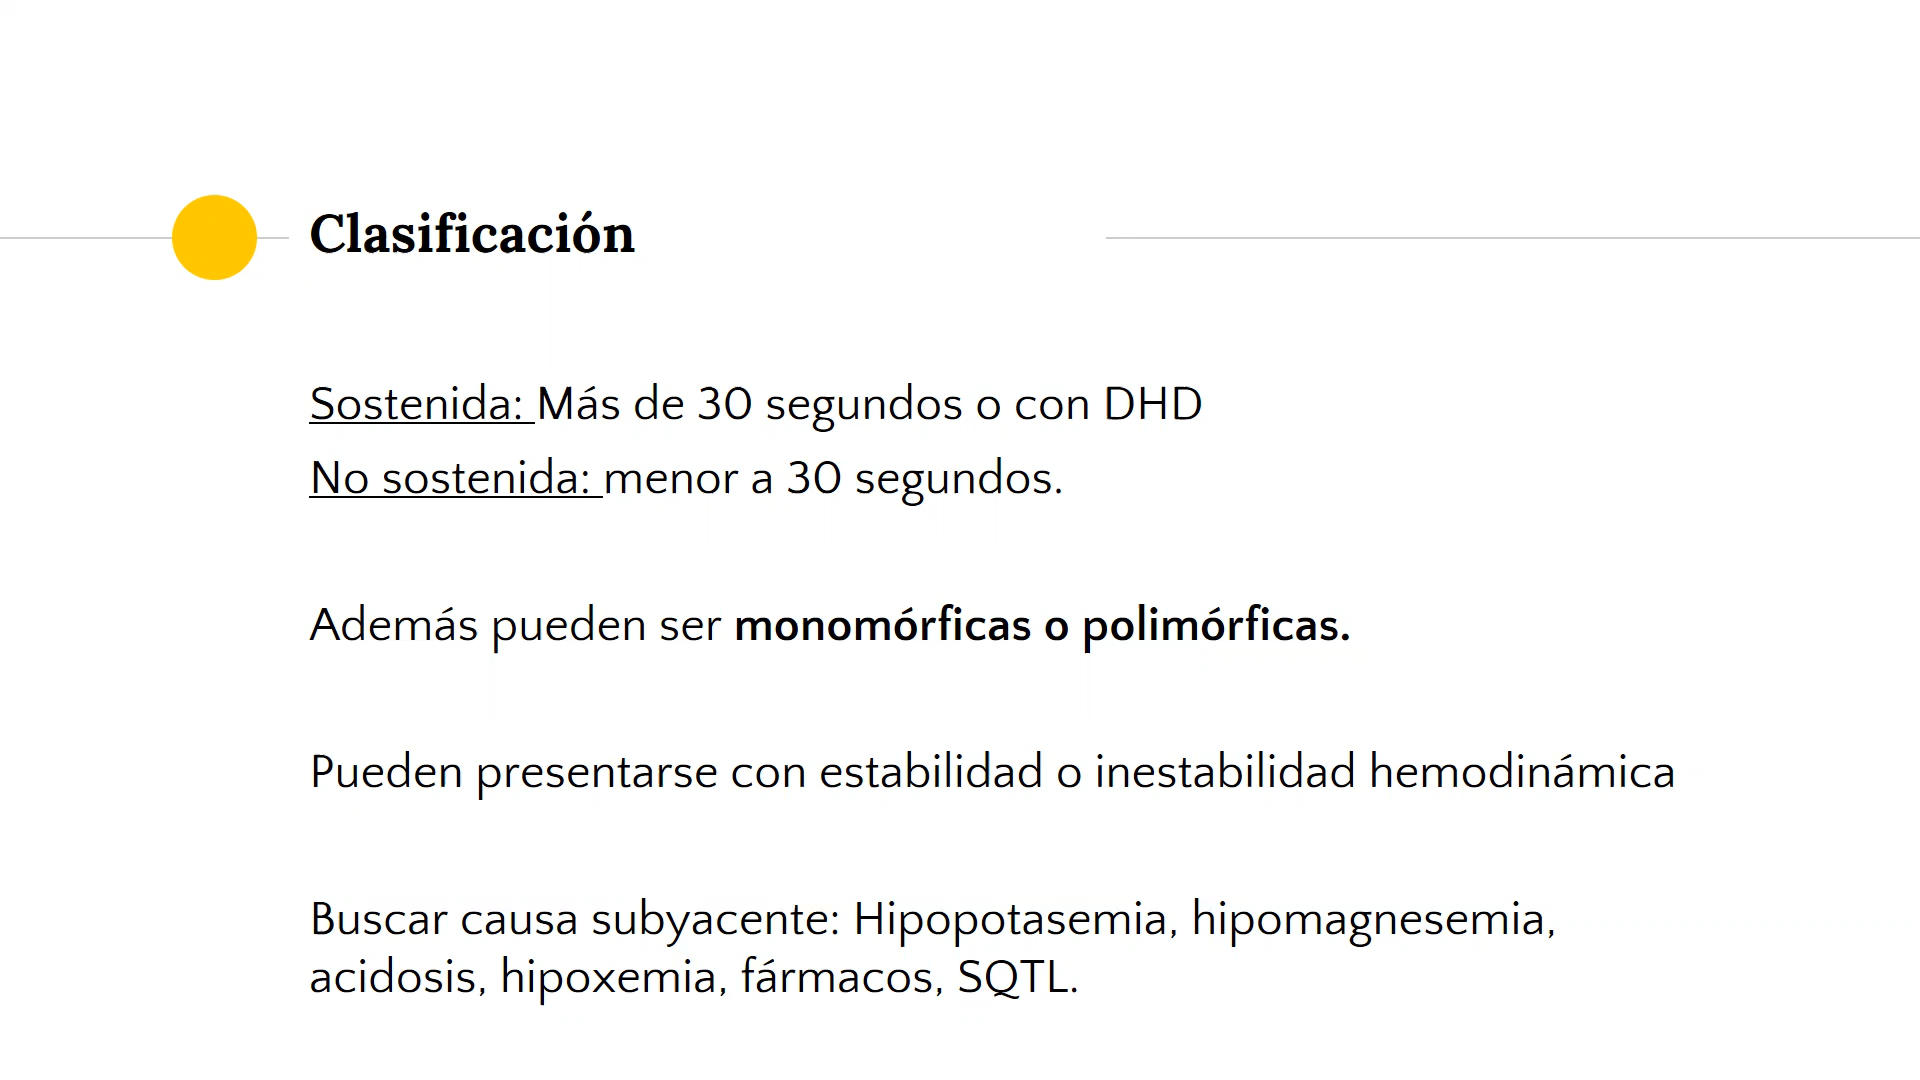 Clasificación
Sostenida: Más de 30 segundos o con DHD
No sostenida: menor a 30 segundos.
Además pueden ser monomórficas o polimórficas.
Pueden presentarse con estabilidad o inestabilidad hemodinámica
Buscar causa subyacente: Hipopotasemia, hipomagnesemia,
acidosis, hipoxemia, fármacos, SQTL.